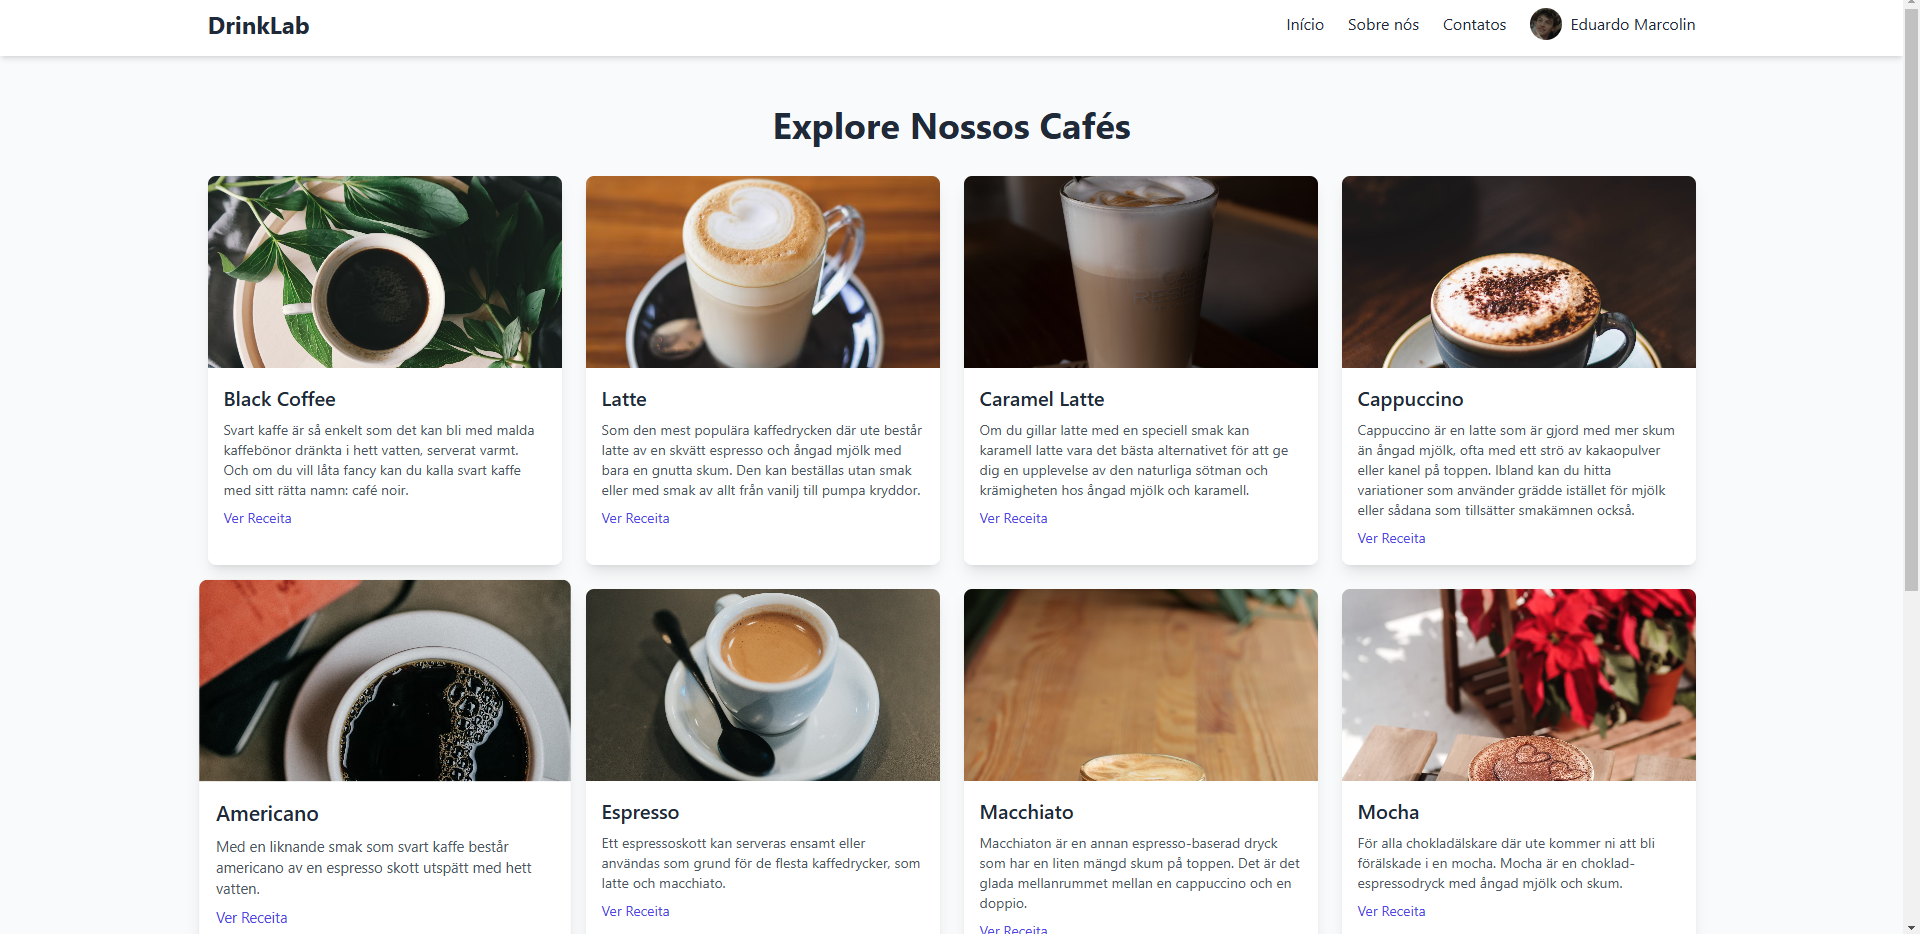 DrinkLab
Início
Sobre nós
Contatos
Eduardo Marcolin
Explore Nossos Cafés
Black Coffee
Svart kaffe är så enkelt som det kan bli med malda
kaffebönor dränkta i hett vatten, serverat varmt.
Och om du vill låta fancy kan du kalla svart kaffe
med sitt rätta namn: café noir.
Ver Receita
Latte
Som den mest populära kaffedrycken där ute består
latte av en skvätt espresso och ångad mjölk med
bara en gnutta skum. Den kan beställas utan smak
eller med smak av allt från vanilj till pumpa kryddor.
Ver Receita
Caramel Latte
Om du gillar latte med en speciell smak kan
karamell latte vara det bästa alternativet för att ge
dig en upplevelse av den naturliga sötman och
krämigheten hos ångad mjölk och karamell.
Ver Receita
Cappuccino
Cappuccino är en latte som är gjord med mer skum
än ångad mjölk, ofta med ett strö av kakaopulver
eller kanel på toppen. Ibland kan du hitta
variationer som använder grädde istället för mjölk
eller sådana som tillsätter smakämnen också.
Ver Receita
Americano
Med en liknande smak som svart kaffe består
americano av en espresso skott utspätt med hett
vatten.
Ver Receita
Espresso
Ett espressoskott kan serveras ensamt eller
användas som grund för de flesta kaffedrycker, som
latte och macchiato.
Ver Receita
Macchiato
Macchiaton är en annan espresso-baserad dryck
som har en liten mängd skum på toppen. Det är det
glada mellanrummet mellan en cappuccino och en
doppio.
Ver Receita
Mocha
För alla chokladälskare där ute kommer ni att bli
förälskade i en mocha. Mocha är en choklad-
espressodryck med ångad mjölk och skum.
Ver Receita